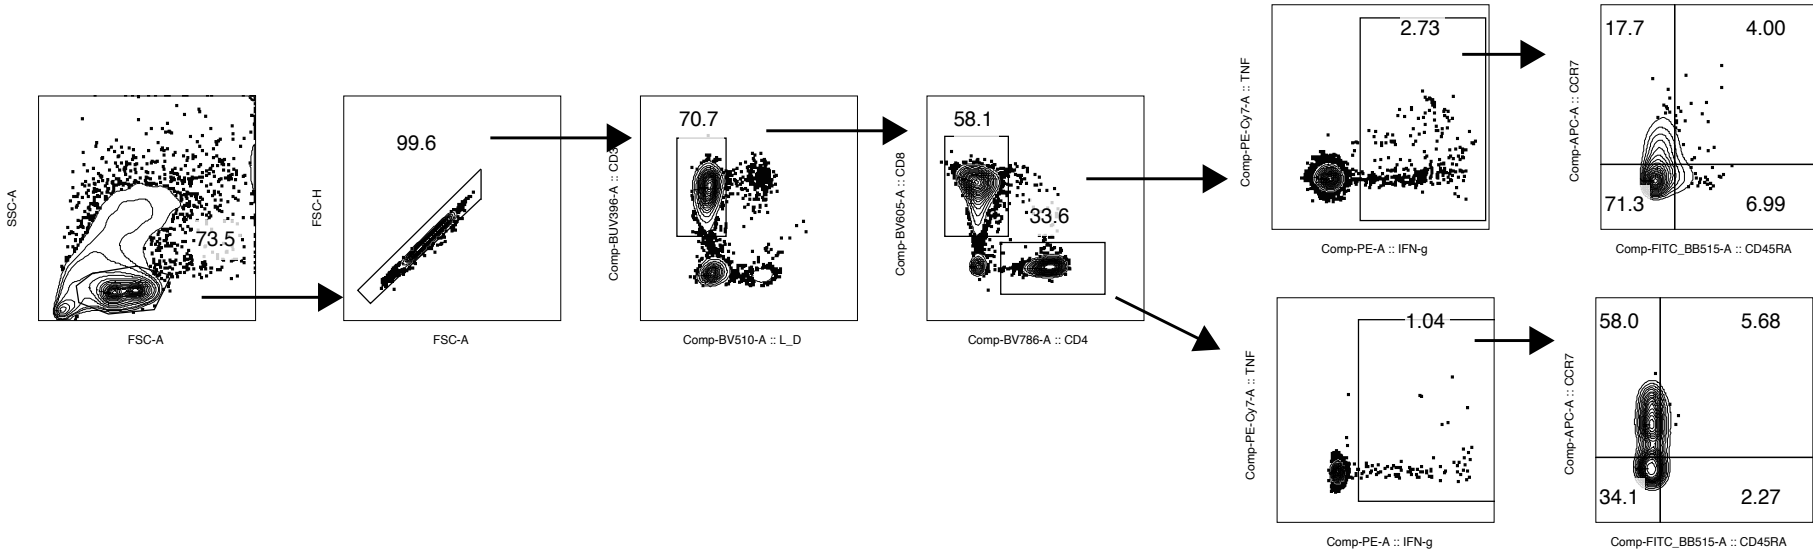 SSC-A
73.5
FSC-A
FSC-H
99.6
FSC-A
Comp-BUV396-A :: CD3
70.7
Comp-BV510-A :: L_D
Comp-BV605-A :: CD8
58.1
33.6
Comp-BV786-A :: CD4
Comp-PE-Cy7-A :: TNF
2.73
Comp-PE-A :: IFN-g
Comp-APC-A :: CCR7
17.7
4.00
71.3
6.99
Comp-FITC_BB515-A :: CD45RA
Comp-PE-Cy7-A :: TNF
1.04
Comp-PE-A :: IFN-g
Comp-APC-A :: CCR7
58.0
5.68
34.1
2.27
Comp-FITC_BB515-A :: CD45RA